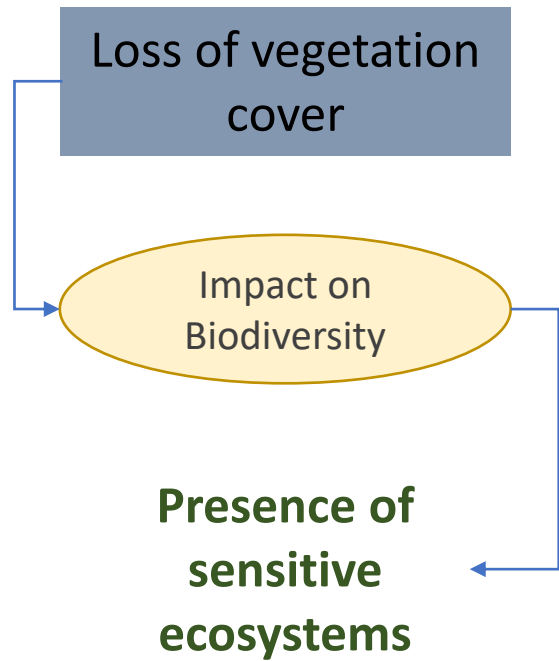 Loss of vegetation
cover
Impact on
Biodiversity
Presence of
sensitive
ecosystems